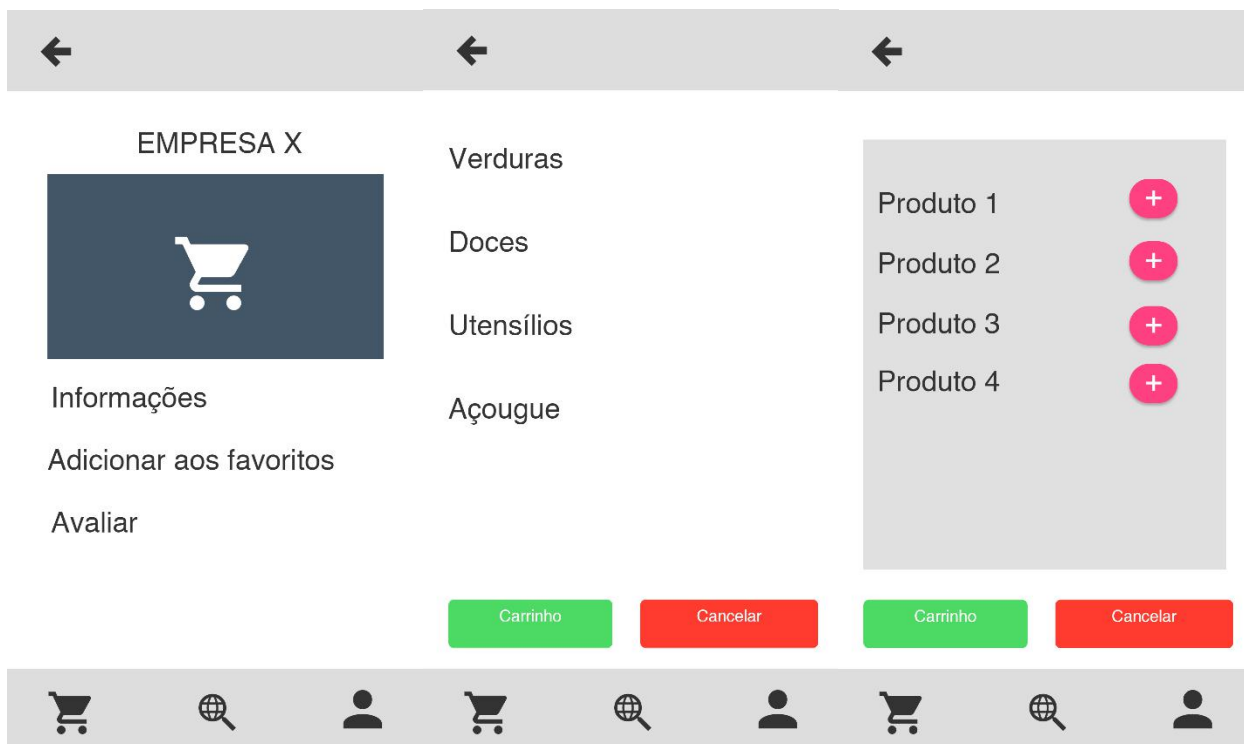 EMPRESA X
Informações
Adicionar aos favoritos
Avaliar
Verduras
Doces
Utensílios
Açougue
Carrinho
Cancelar
Produto 1
Produto 2
Produto 3
Produto 4
Carrinho
Cancelar